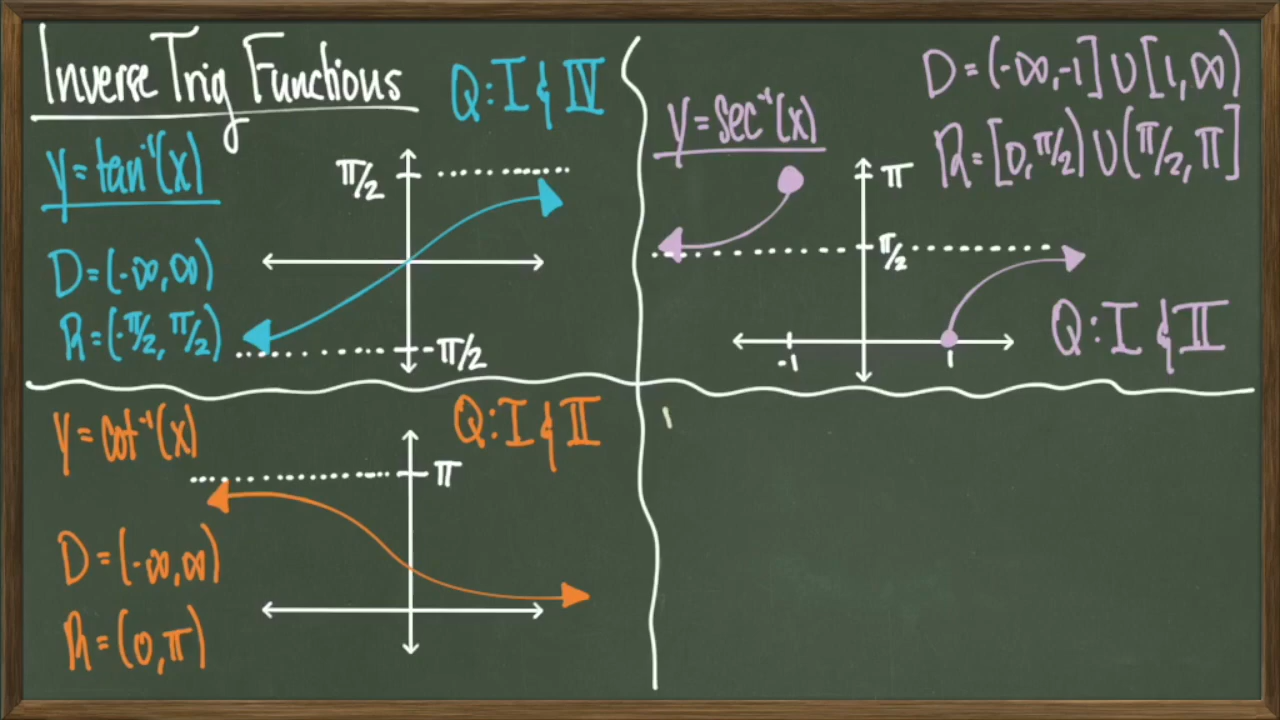 Inverse Trig Functions
Q: I & IV
y = tan⁻¹(x)
D = (-∞, ∞)
R = (-π/2, π/2)
π/2
-π/2
y = sec⁻¹(x)
D = (-∞, -1] ∪ [1, ∞)
R = [0, π/2) ∪ (π/2, π]
π
π/2
-1
1
Q: I & II
y = cot⁻¹(x)
Q: I & II
π
D = (-∞, ∞)
R = (0, π)